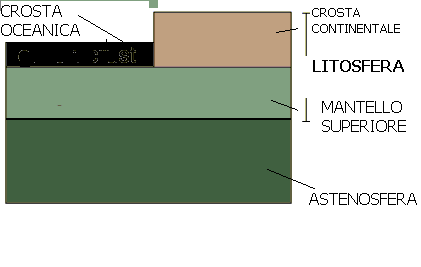 CROSTA
OCEANICA
CROSTA
CONTINENTALE
LITOSFERA
MANTELLO
SUPERIORE
ASTENOSFERA